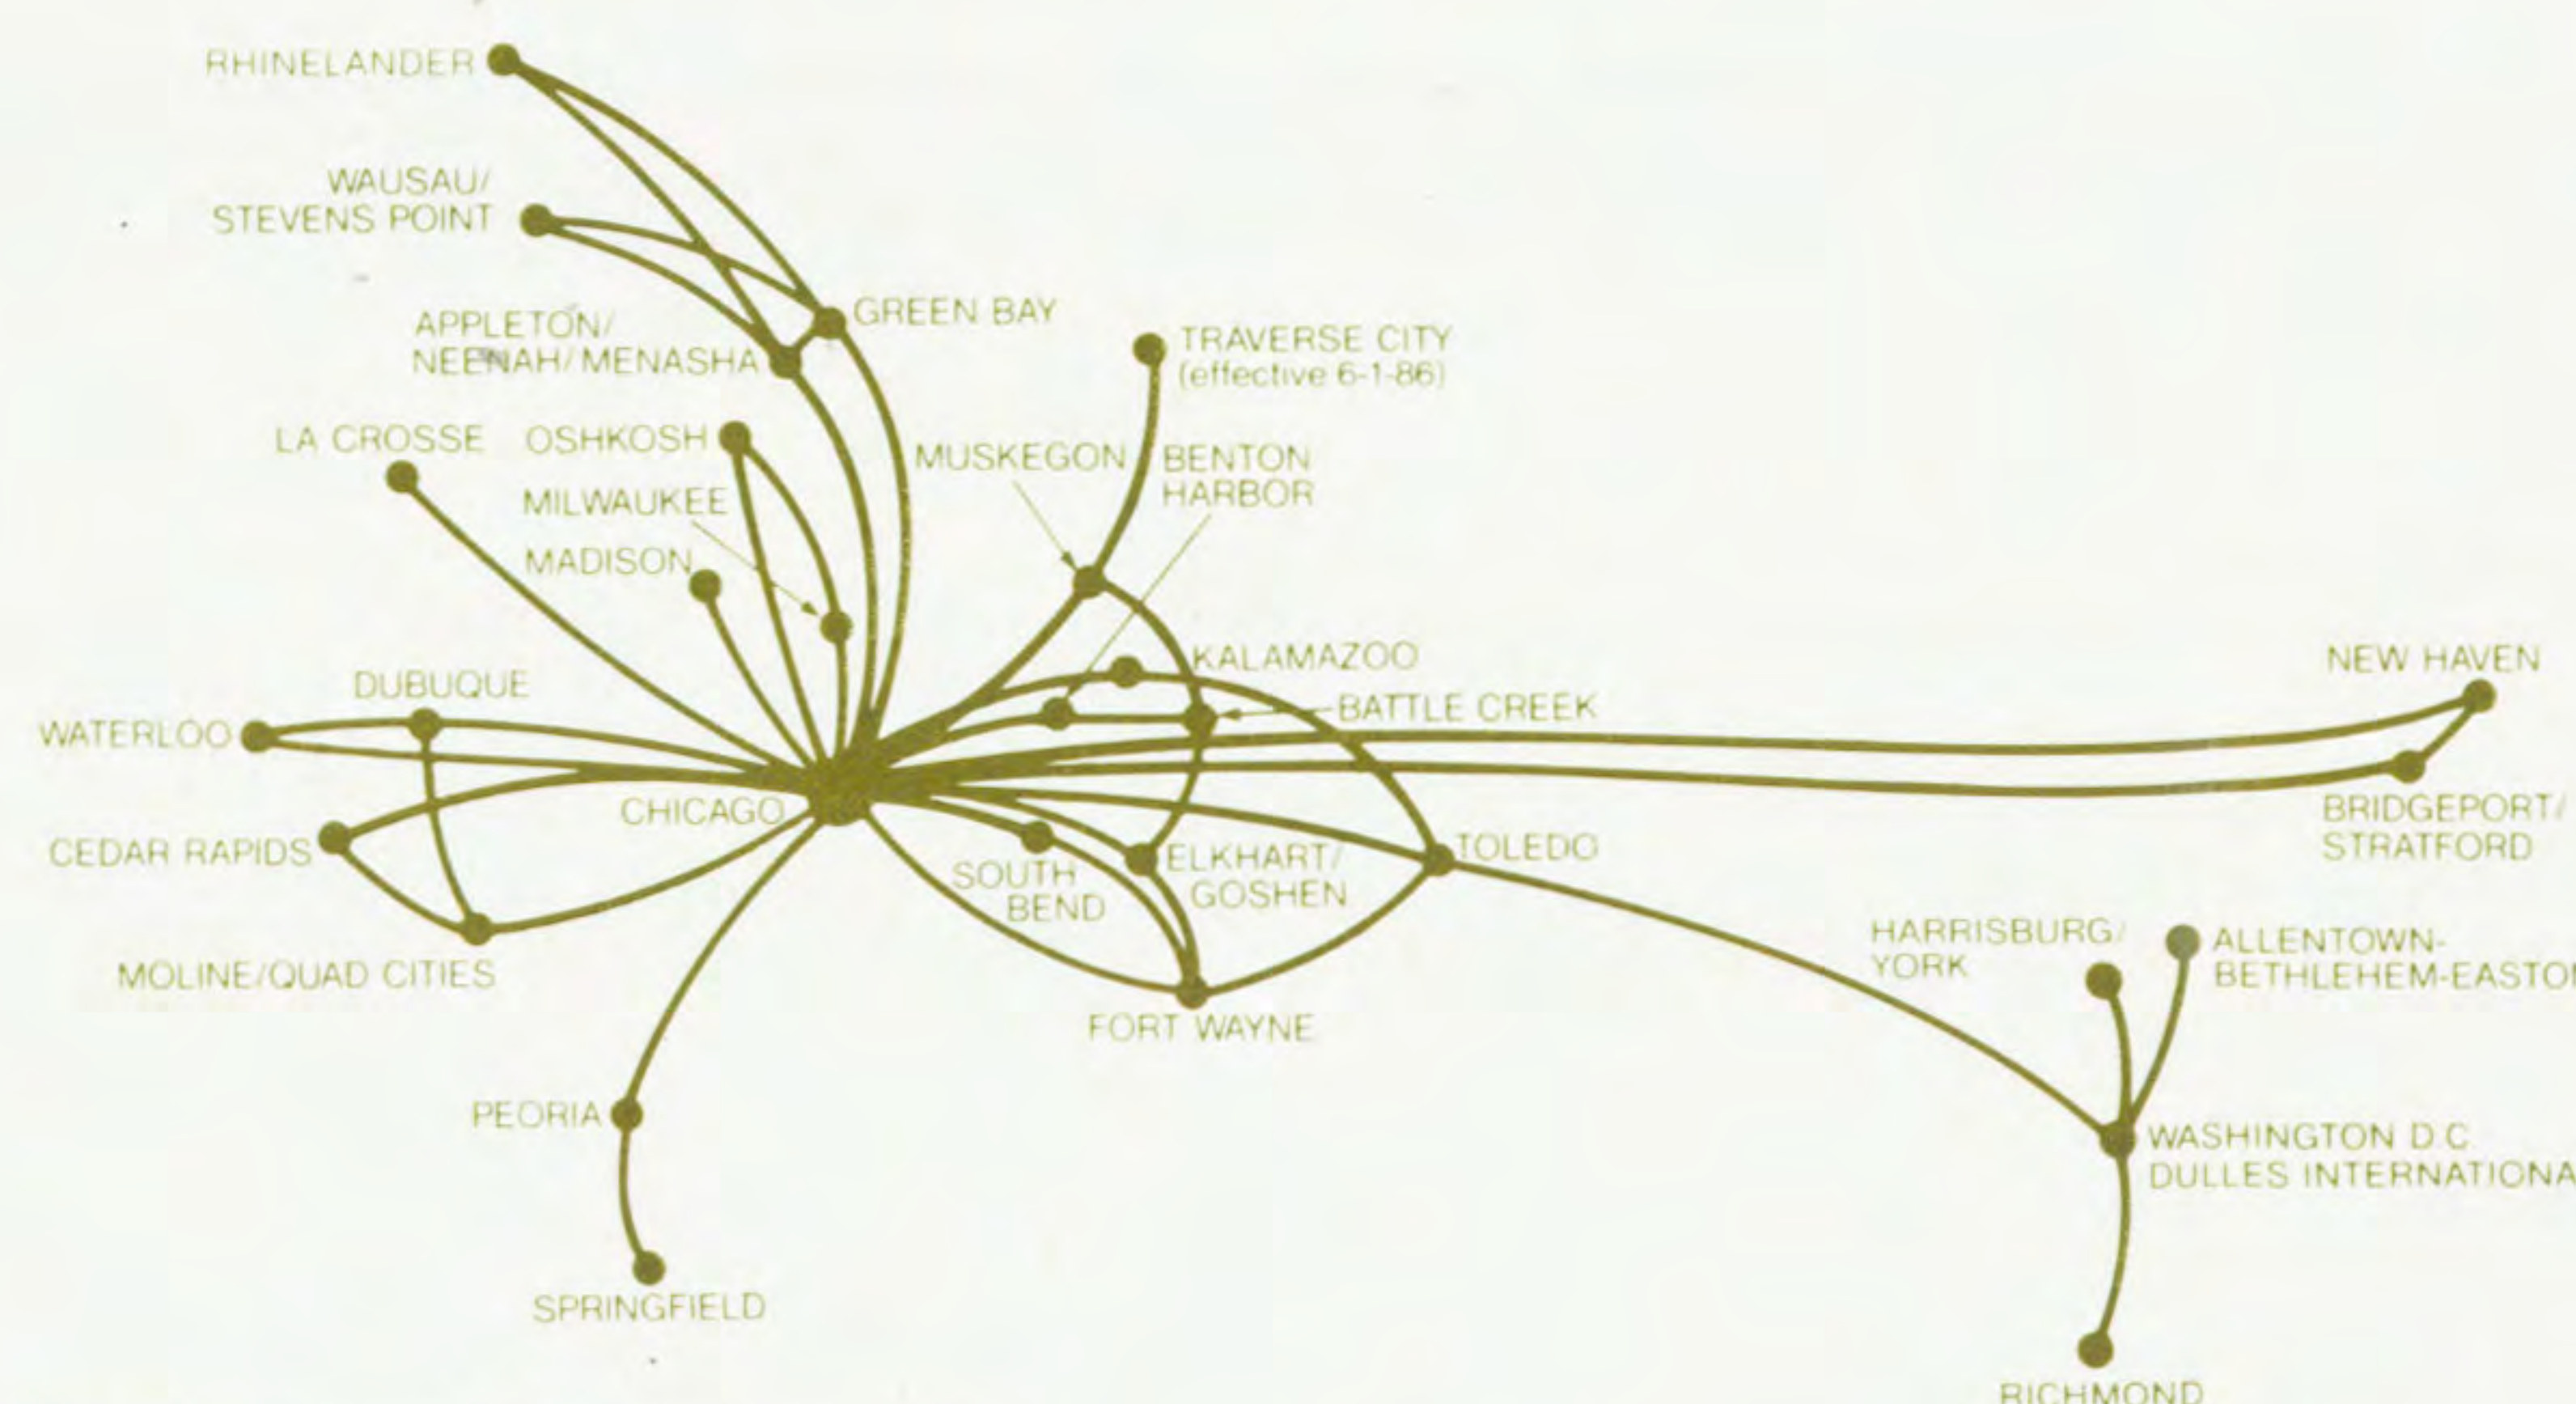 RHINELANDER
WAUSAU/
STEVENS POINT
GREEN BAY
APPLETON/
NEENAH/MENASHA
TRAVERSE CITY
(effective 6-1-86)
LA CROSSE
OSHKOSH
MUSKEGON
BENTON
HARBOR
MILWAUKEE
MADISON
KALAMAZOO
NEW HAVEN
DUBUQUE
BATTLE CREEK
WATERLOO
CHICAGO
BRIDGEPORT/
STRATFORD
CEDAR RAPIDS
SOUTH
BEND
ELKHART/
GOSHEN
TOLEDO
HARRISBURG/
YORK
ALLENTOWN-
BETHLEHEM-EASTO
MOLINE/QUAD CITIES
FORT WAYNE
PEORIA
WASHINGTON D.C.
DULLES INTERNATIONA
SPRINGFIELD
RICHMOND